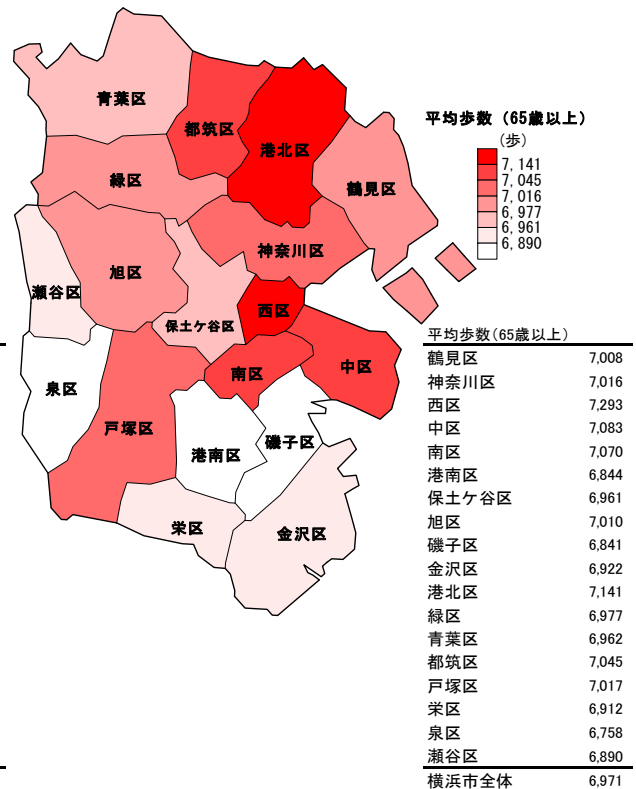 青葉区
都筑区
港北区
緑区
鶴見区
神奈川区
旭区
瀬谷区
西区
保土ケ谷区
中区
南区
泉区
戸塚区
港南区
磯子区
栄区
金沢区
平均歩数（65歳以上）
(歩)
7,141
7,045
7,016
6,977
6,961
6,890
平均歩数(65歳以上)
鶴見区 7,008
神奈川区 7,016
西区 7,293
中区 7,083
南区 7,070
港南区 6,844
保土ケ谷区 6,961
旭区 7,010
磯子区 6,841
金沢区 6,922
港北区 7,141
緑区 6,977
青葉区 6,962
都筑区 7,045
戸塚区 7,017
栄区 6,912
泉区 6,758
瀬谷区 6,890
横浜市全体 6,971